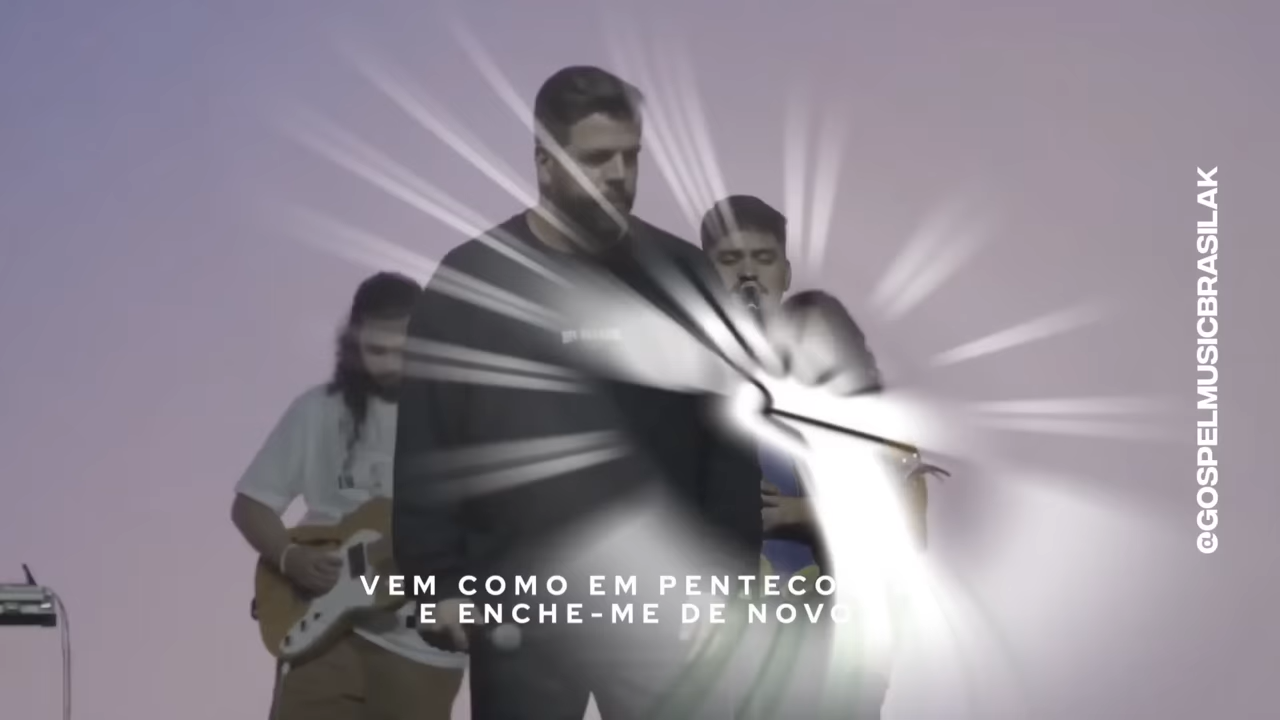 VEM COMO EM PENTECO
E ENCHE-ME DE NOVO
@GOSPELMUSICBRASILAK